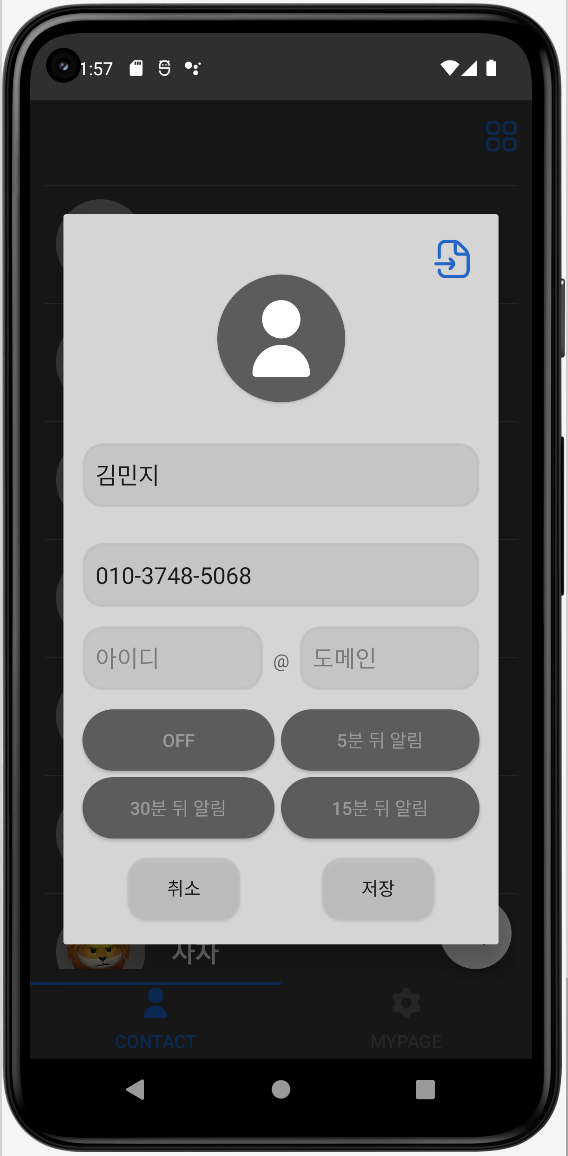 1:57
김민지
010-3748-5068
아이디 @ 도메인
OFF 5분 뒤 알림
30분 뒤 알림 15분 뒤 알림
취소 저장
CONTACT MYPAGE